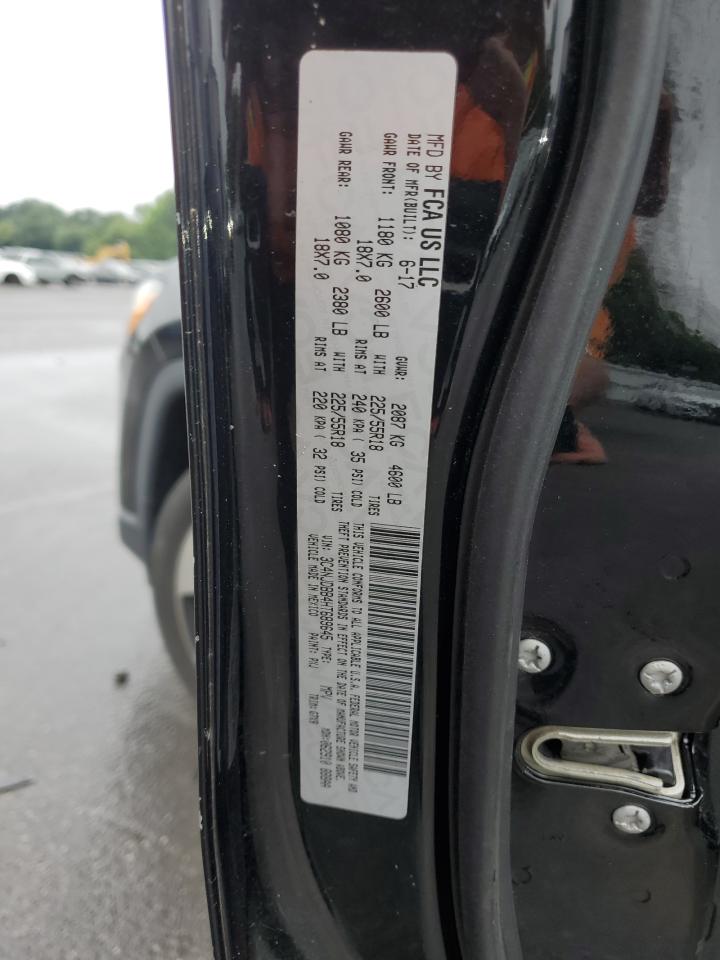 MFD BY FCA US LLC
DATE OF MFR(BUILT): 6-17 GVWR: 2087 KG 4600 LB
GAWR FRONT: 1180 KG 2600 LB WITH 225/55R18 TIRES
18X7.0 RIMS AT 240 KPA( 35 PSI) COLD
GAWR REAR: 1080 KG 2380 LB WITH 225/55R18 TIRES
18X7.0 RIMS AT 220 KPA( 32 PSI) COLD
THIS VEHICLE CONFORMS TO ALL APPLICABLE U.S.A. FEDERAL MOTOR VEHICLE SAFETY AND
THEFT PREVENTION STANDARDS IN EFFECT ON THE DATE OF MANUFACTURE SHOWN ABOVE.
VIN: TYPE: MPV
VEHICLE MADE IN MEXICO PAINT: TRIM: